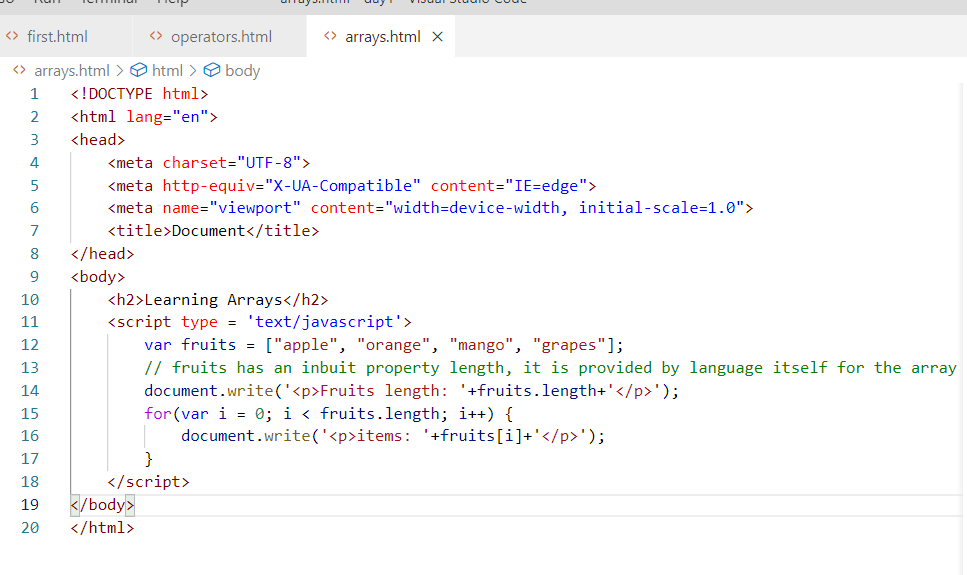 Run Terminal Help arrays.html - day1 - Visual Studio Code
first.html operators.html arrays.html
arrays.html > html > body
1 <!DOCTYPE html>
2 <html lang="en">
3 <head>
4 <meta charset="UTF-8">
5 <meta http-equiv="X-UA-Compatible" content="IE=edge">
6 <meta name="viewport" content="width=device-width, initial-scale=1.0">
7 <title>Document</title>
8 </head>
9 <body>
10 <h2>Learning Arrays</h2>
11 <script type = 'text/javascript'>
12 var fruits = ["apple", "orange", "mango", "grapes"];
13 // fruits has an inbuit property length, it is provided by language itself for the array
14 document.write('<p>Fruits length: '+fruits.length+'</p>');
15 for(var i = 0; i < fruits.length; i++) {
16 document.write('<p>items: '+fruits[i]+'</p>');
17 }
18 </script>
19 </body>
20 </html>